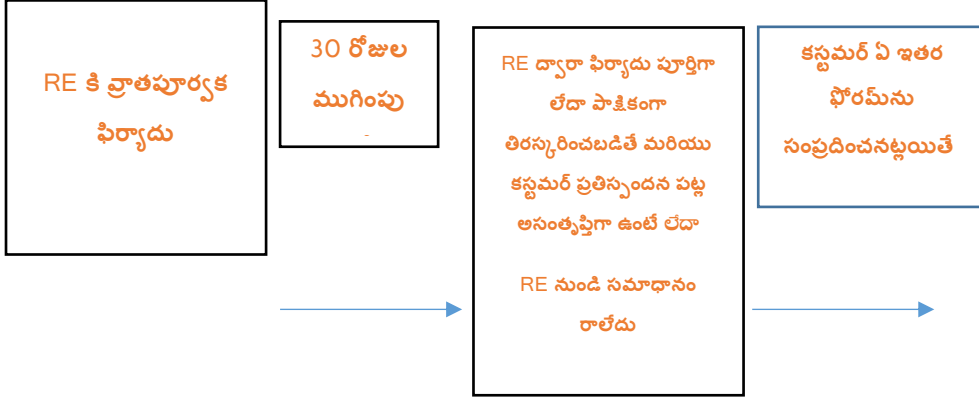 RE కి వ్రాతపూర్వక
ఫిర్యాదు
30 రోజుల
ముగింపు
-
RE ద్వారా ఫిర్యాదు పూర్తిగా
లేదా పాక్షికంగా
తిరస్కరించబడితే మరియు
కస్టమర్ ప్రతిస్పందన పట్ల
అసంతృప్తిగా ఉంటే లేదా
RE నుండి సమాధానం
రాలేదు
కస్టమర్ ఏ ఇతర
ఫోరమ్‌ను
సంప్రదించనట్లయితే